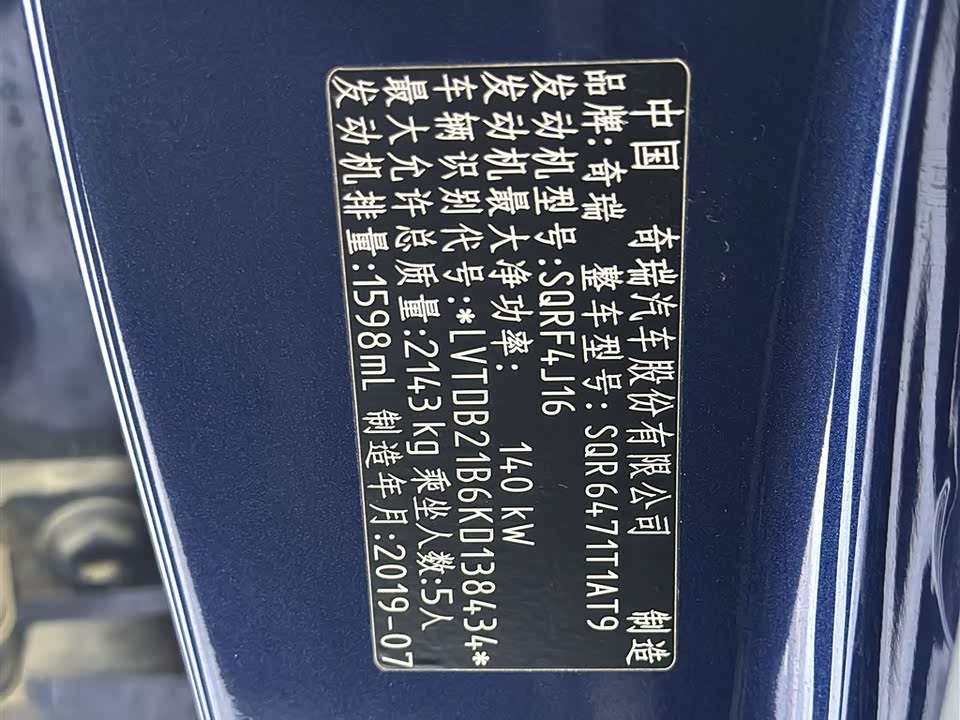 中国 奇瑞汽车股份有限公司 制造
品牌:奇瑞 整车型号:SQR6471T1AT9
发动机型号:SQRF4J16
发动机最大净功率: 140 kW
车辆识别代号:*LVTDB21B6KD138434*
最大允许总质量:2143kg 乘坐人数:5人
发动机排量:1598mL 制造年月:2019-07